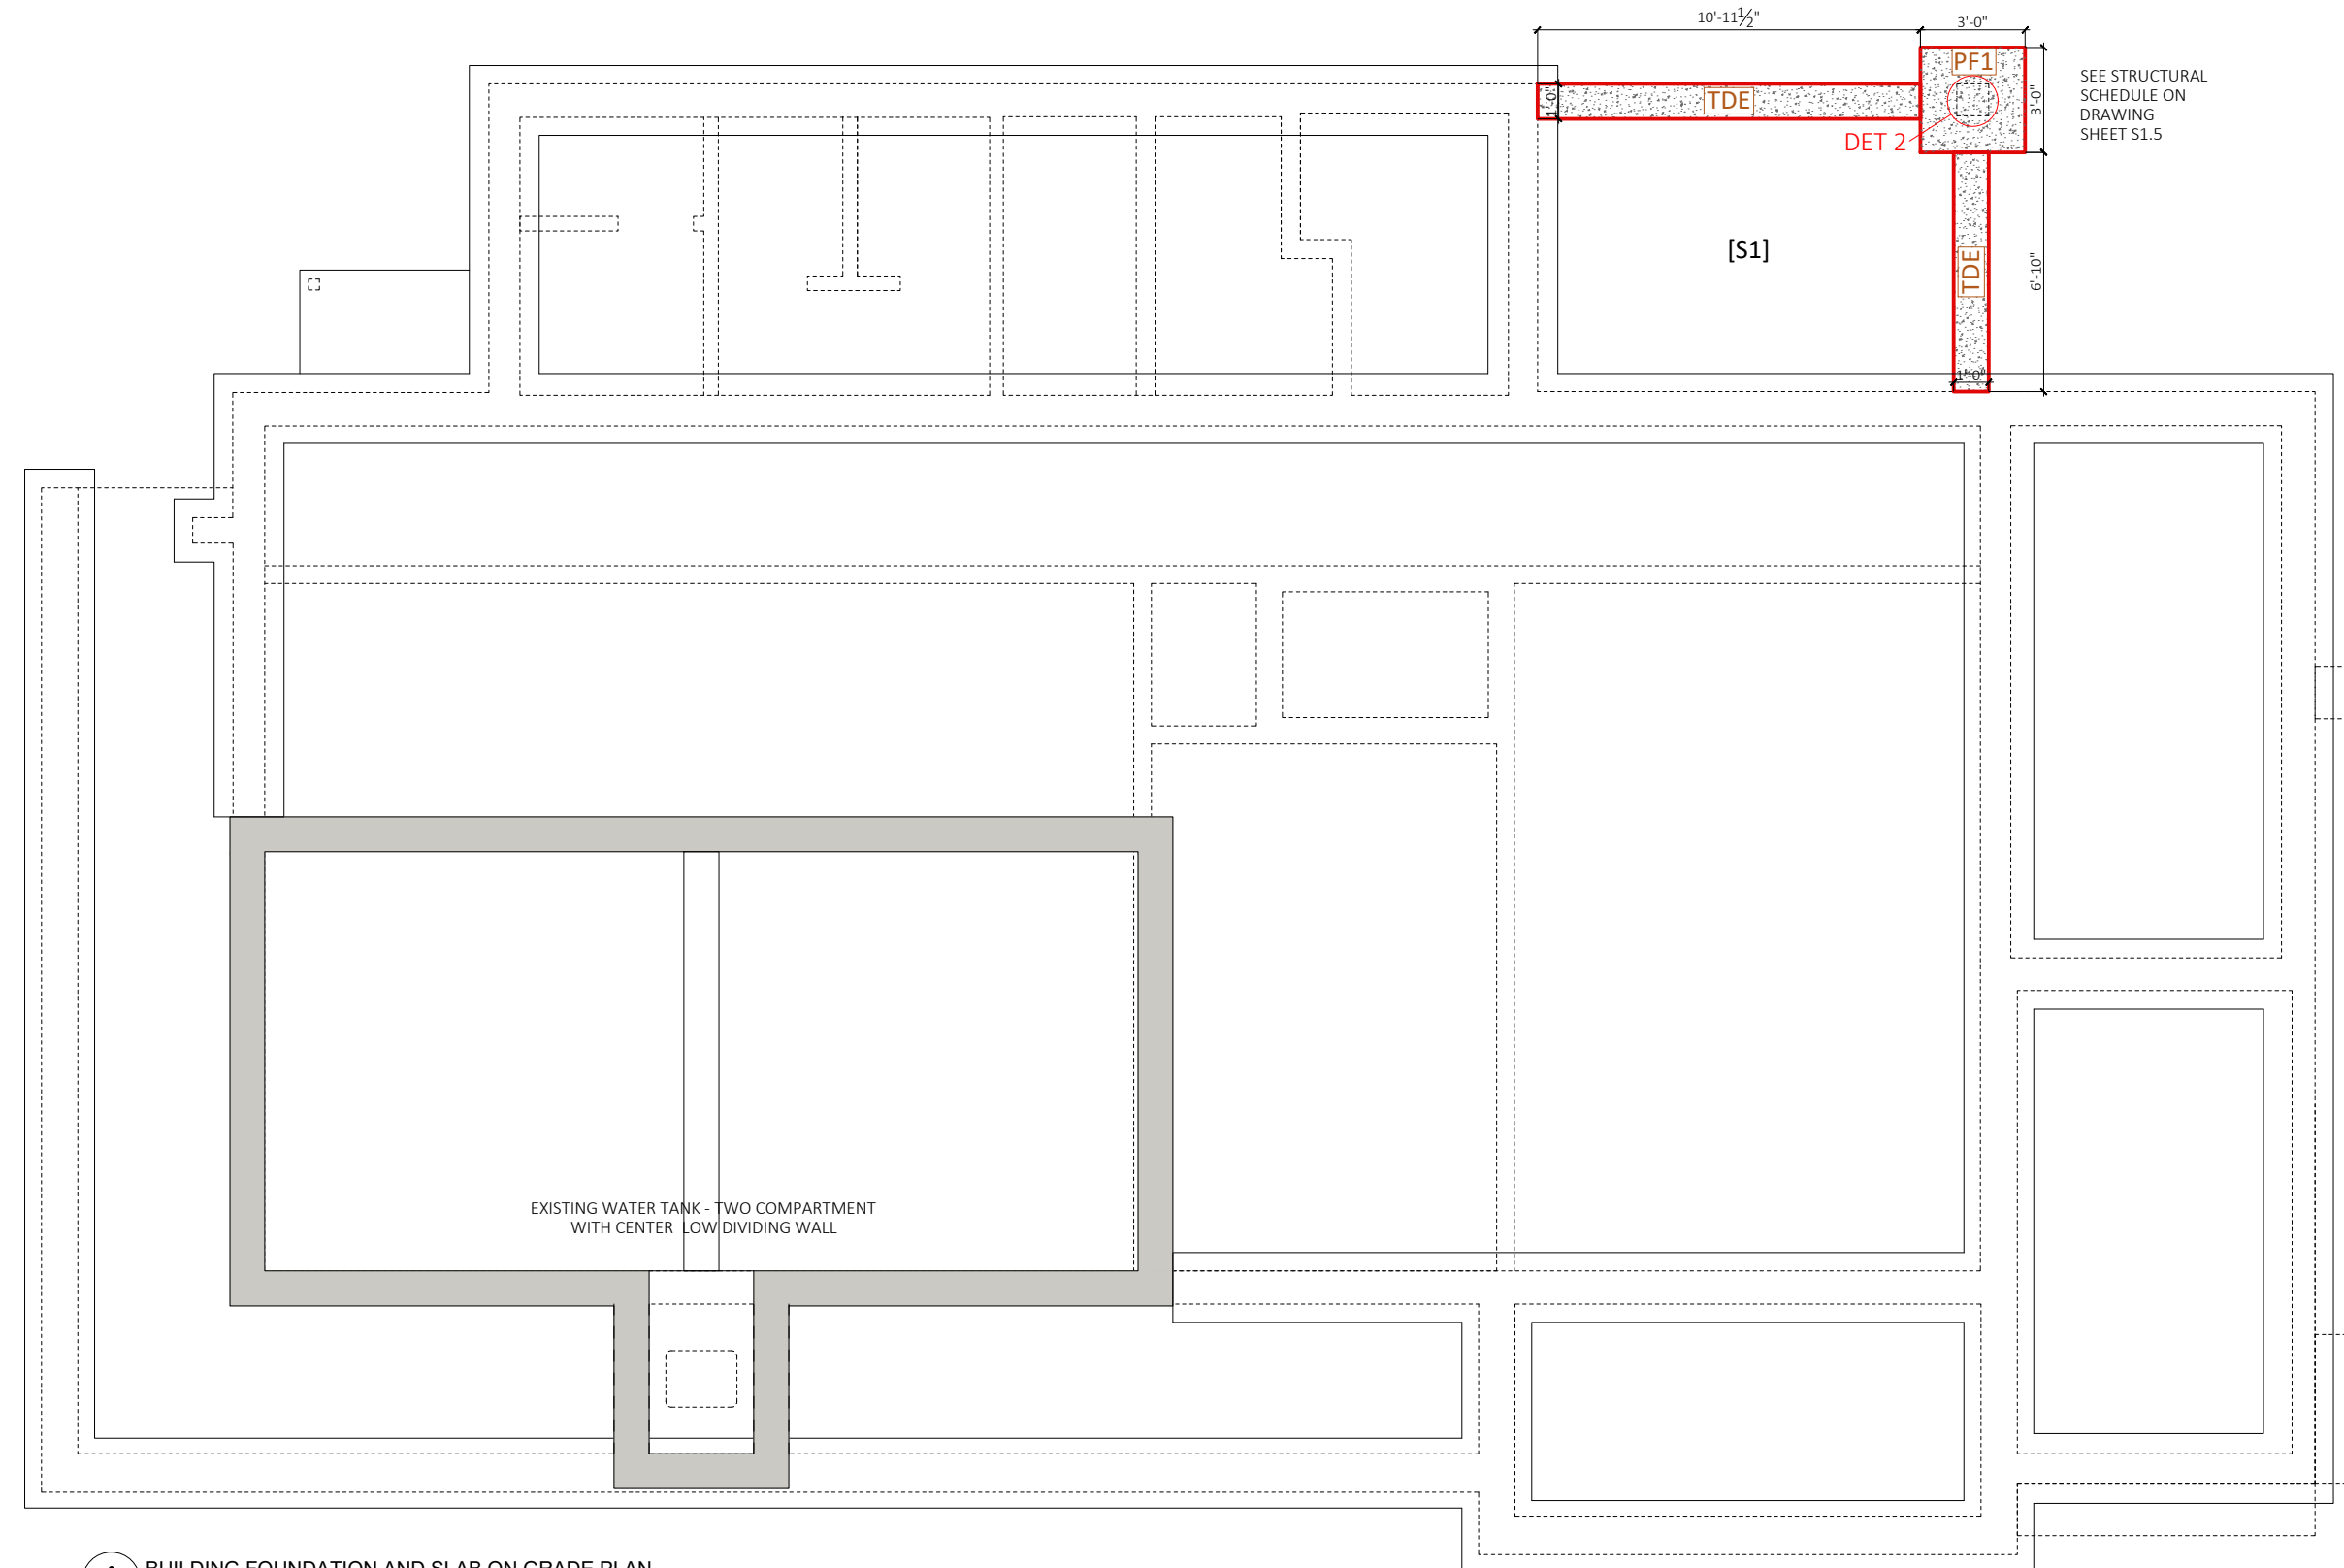 10'-11½"
3'-0"
PF1
SEE STRUCTURAL
SCHEDULE ON
DRAWING
SHEET S1.5
1'-0"
TDE
3'-0"
DET 2
[S1]
TDE
6'-10"
1'-0"
EXISTING WATER TANK - TWO COMPARTMENT
WITH CENTER LOW DIVIDING WALL
BUILDING FOUNDATION AND SLAB ON GRADE PLAN